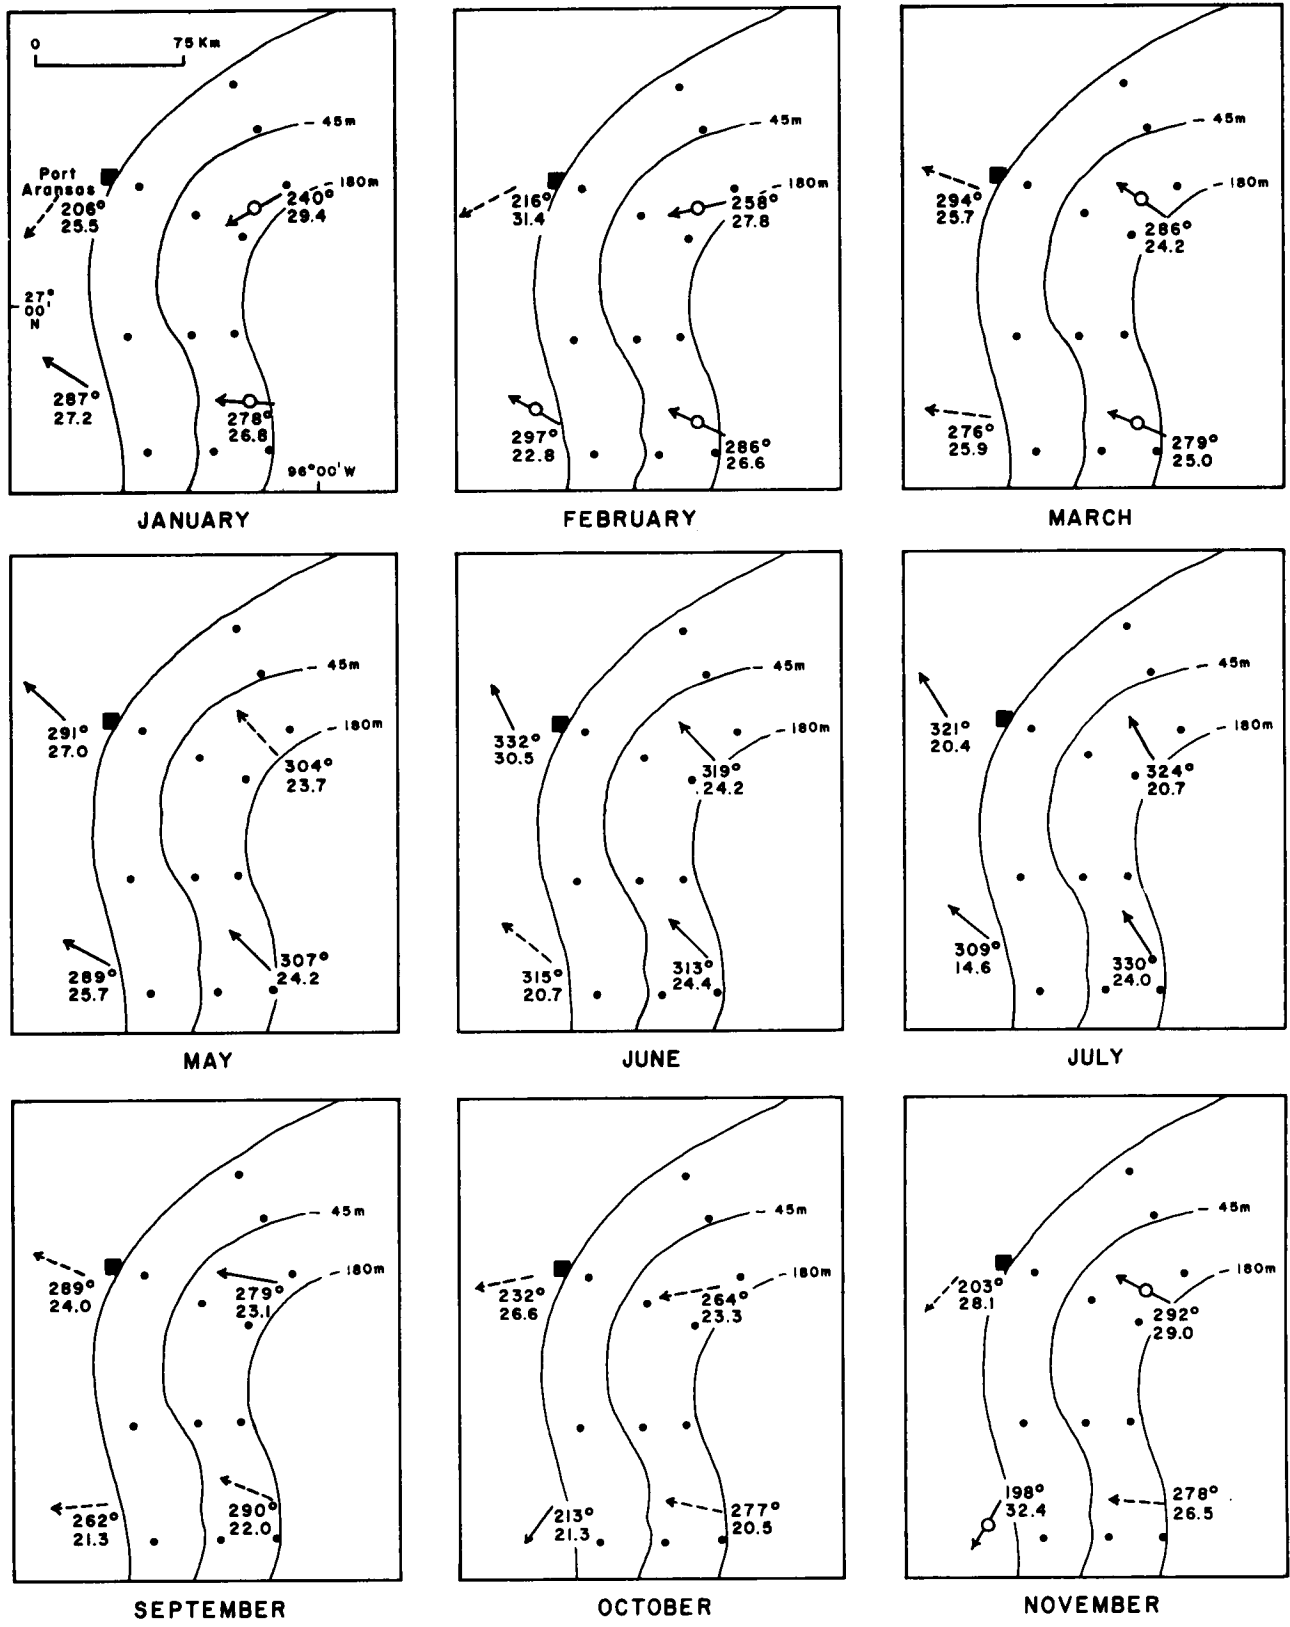 0 75 Km
- 45m
Port
Aransas
- 180m
206°
25.5
240°
29.4
27°
00'
N
287°
27.2
278°
26.8
96°00'W
JANUARY
- 45m
- 180m
216°
31.4
258°
27.8
297°
22.8
286°
26.6
FEBRUARY
- 45m
- 180m
294°
25.7
286°
24.2
276°
25.9
279°
25.0
MARCH
- 45m
- 180m
291°
27.0
304°
23.7
289°
25.7
307°
24.2
MAY
- 45m
- 180m
332°
30.5
319°
24.2
315°
20.7
313°
24.4
JUNE
- 45m
- 180m
321°
20.4
324°
20.7
309°
14.6
330
24.0
JULY
- 45m
- 180m
289°
24.0
279°
23.1
262°
21.3
290°
22.0
SEPTEMBER
- 45m
- 180m
232°
26.6
264°
23.3
213°
21.3
277°
20.5
OCTOBER
- 45m
- 180m
203°
28.1
292°
29.0
198°
32.4
278°
26.5
NOVEMBER